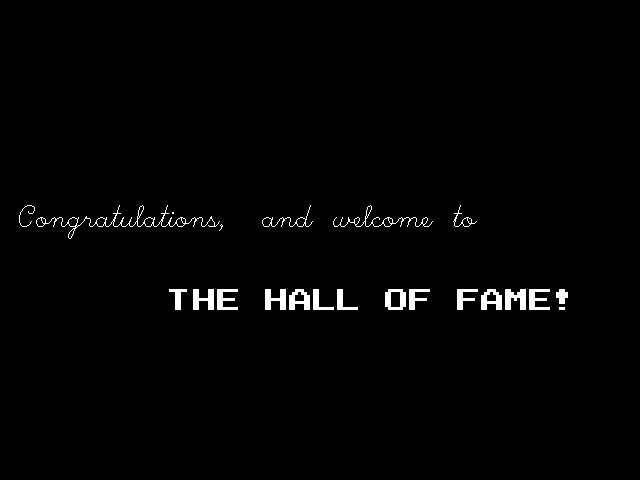 Congratulations, and welcome to
THE HALL OF FAME!